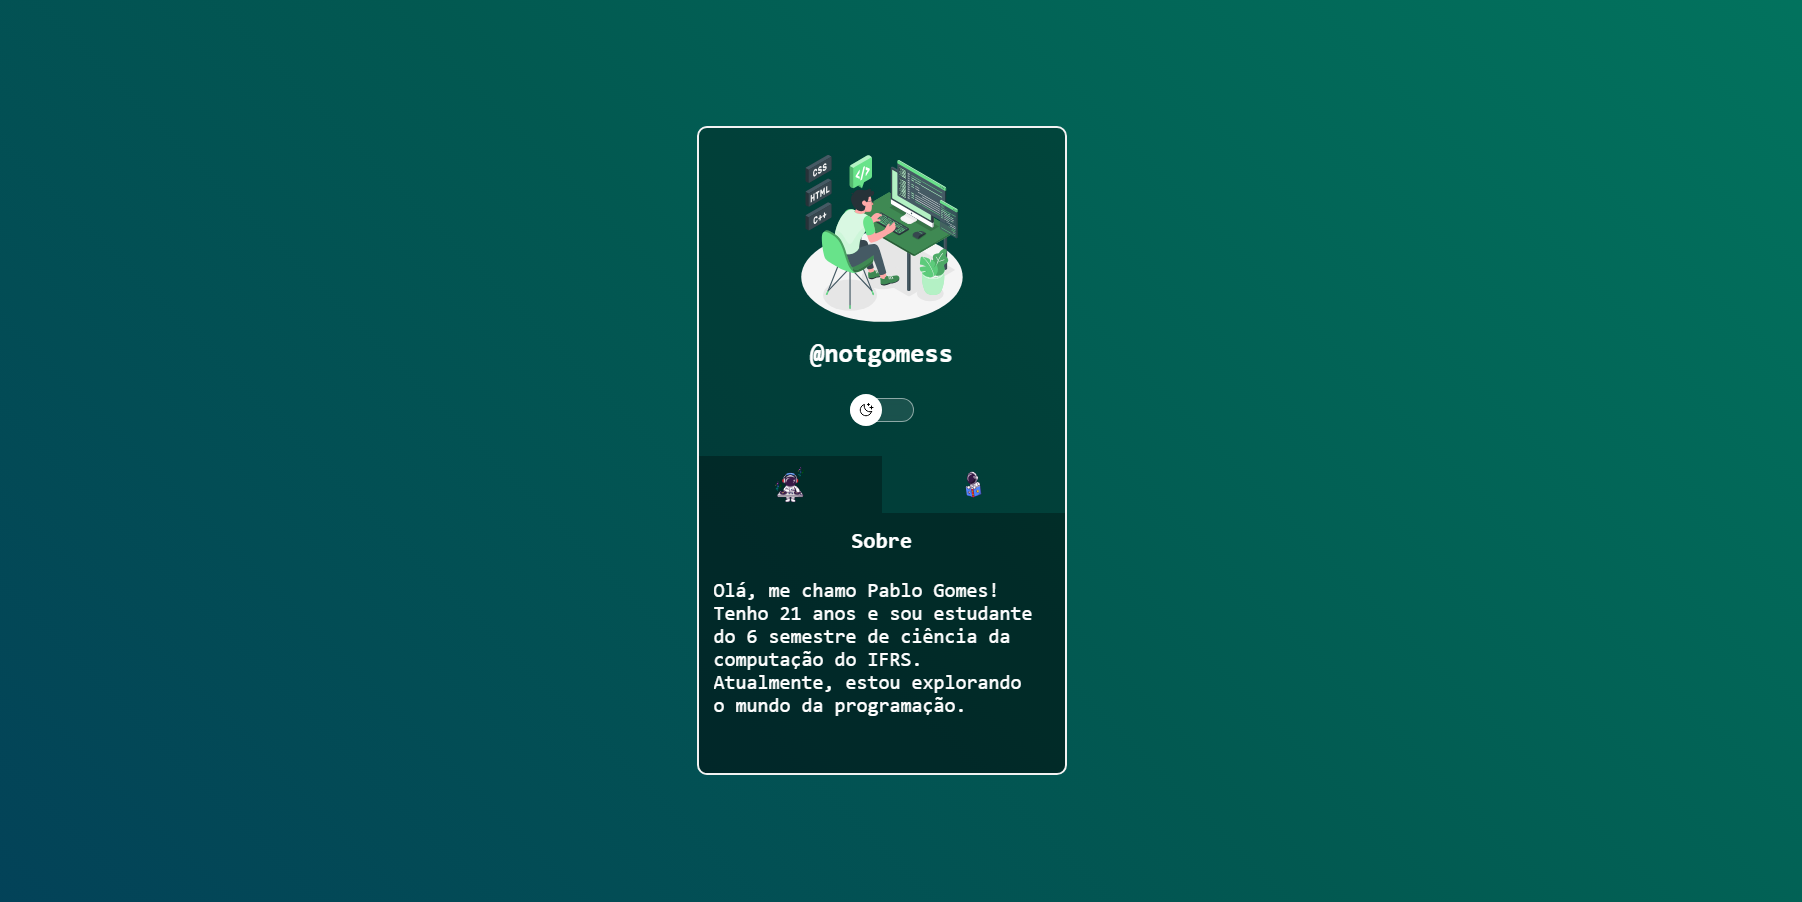 CSS
</>
HTML
C++
@notgomess
Sobre
Olá, me chamo Pablo Gomes!
Tenho 21 anos e sou estudante
do 6 semestre de ciência da
computação do IFRS.
Atualmente, estou explorando
o mundo da programação.